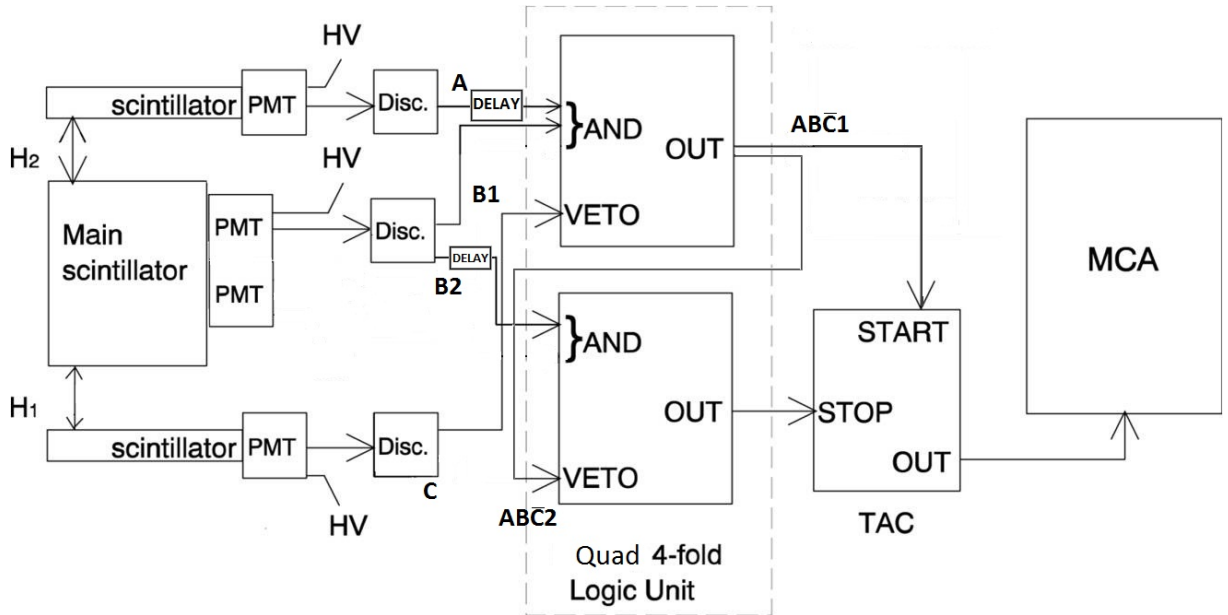 HV
scintillator
PMT
Disc.
A
DELAY
AND
OUT
ABC̄1
H2
HV
B1
VETO
Main
scintillator
PMT
Disc.
MCA
PMT
DELAY
B2
AND
START
H1
OUT
STOP
scintillator
PMT
Disc.
OUT
VETO
C
HV
ABC̄2
TAC
Quad 4-fold
Logic Unit